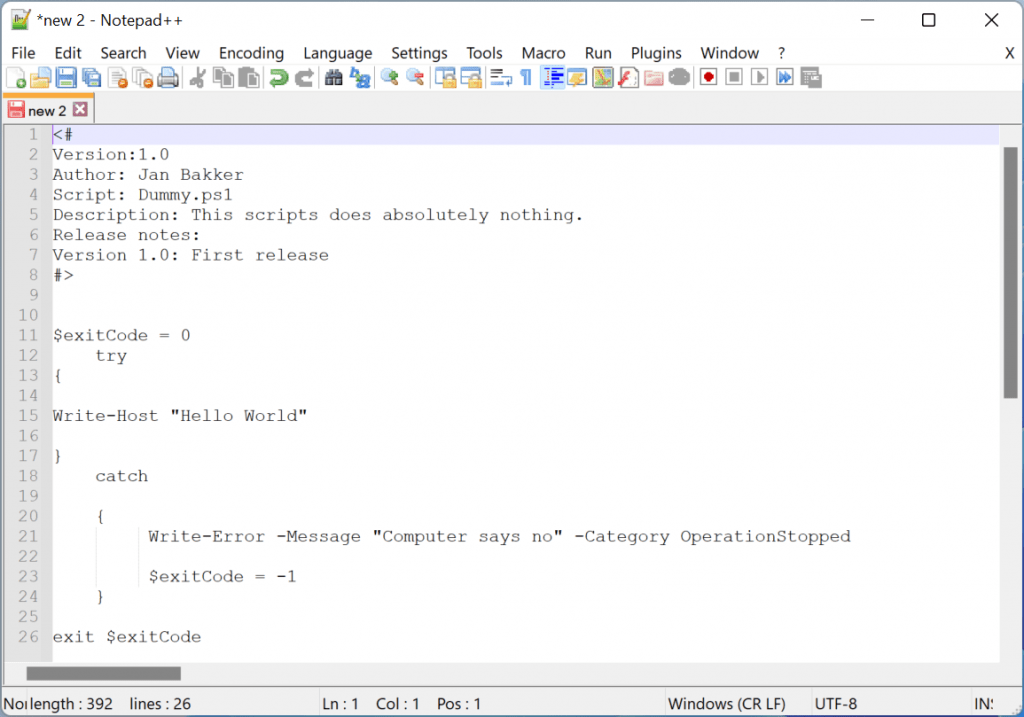 *new 2 - Notepad++
File Edit Search View Encoding Language Settings Tools Macro Run Plugins Window ? X
new 2
1 <#
2 Version:1.0
3 Author: Jan Bakker
4 Script: Dummy.ps1
5 Description: This scripts does absolutely nothing.
6 Release notes:
7 Version 1.0: First release
8 #>
9
10
11 $exitCode = 0
12     try
13 {
14
15 Write-Host "Hello World"
16
17 }
18     catch
19
20     {
21         Write-Error -Message "Computer says no" -Category OperationStopped
22
23         $exitCode = -1
24     }
25
26 exit $exitCode
length : 392 lines : 26 Ln : 1 Col : 1 Pos : 1 Windows (CR LF) UTF-8